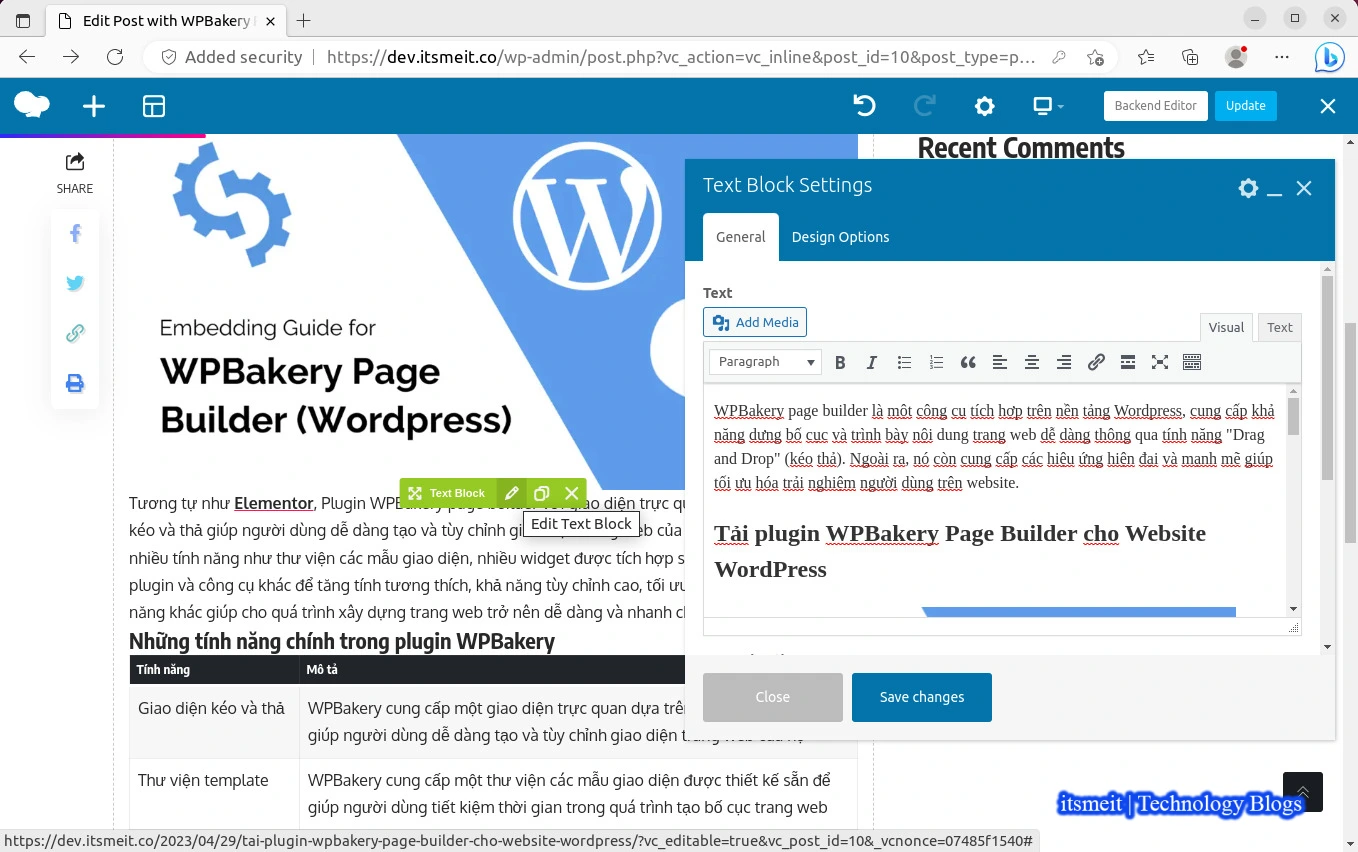 Edit Post with WPBakery
Added security
https://dev.itsmeit.co/wp-admin/post.php?vc_action=vc_inline&post_id=10&post_type=p...
Backend Editor
Update
SHARE
Recent Comments
Embedding Guide for
WPBakery Page
Builder (Wordpress)
Text Block
Edit Text Block
Tương tự như Elementor, Plugin WPBakery page builder với giao diện trực qu
kéo và thả giúp người dùng dễ dàng tạo và tùy chỉnh gi
eb của
nhiều tính năng như thư viện các mẫu giao diện, nhiều widget được tích hợp s
plugin và công cụ khác để tăng tính tương thích, khả năng tùy chỉnh cao, tối ưu
năng khác giúp cho quá trình xây dựng trang web trở nên dễ dàng và nhanh ch
Những tính năng chính trong plugin WPBakery
Tính năng
Mô tả
Giao diện kéo và thả
WPBakery cung cấp một giao diện trực quan dựa trên
giúp người dùng dễ dàng tạo và tùy chỉnh giao diện trang web của họ
Thư viện template
WPBakery cung cấp một thư viện các mẫu giao diện được thiết kế sẵn để
giúp người dùng tiết kiệm thời gian trong quá trình tạo bố cục trang web
Text Block Settings
General
Design Options
Text
Add Media
Visual
Text
Paragraph
B
I
WPBakery page builder là một công cụ tích hợp trên nền tảng Wordpress, cung cấp khả
năng dựng bố cục và trình bày nội dung trang web dễ dàng thông qua tính năng "Drag
and Drop" (kéo thả). Ngoài ra, nó còn cung cấp các hiệu ứng hiện đại và mạnh mẽ giúp
tối ưu hóa trải nghiệm người dùng trên website.
Tải plugin WPBakery Page Builder cho Website
WordPress
Close
Save changes
itsmeit | Technology Blogs
https://dev.itsmeit.co/2023/04/29/tai-plugin-wpbakery-page-builder-cho-website-wordpress/?vc_editable=true&vc_post_id=10&_vcnonce=07485f1540#